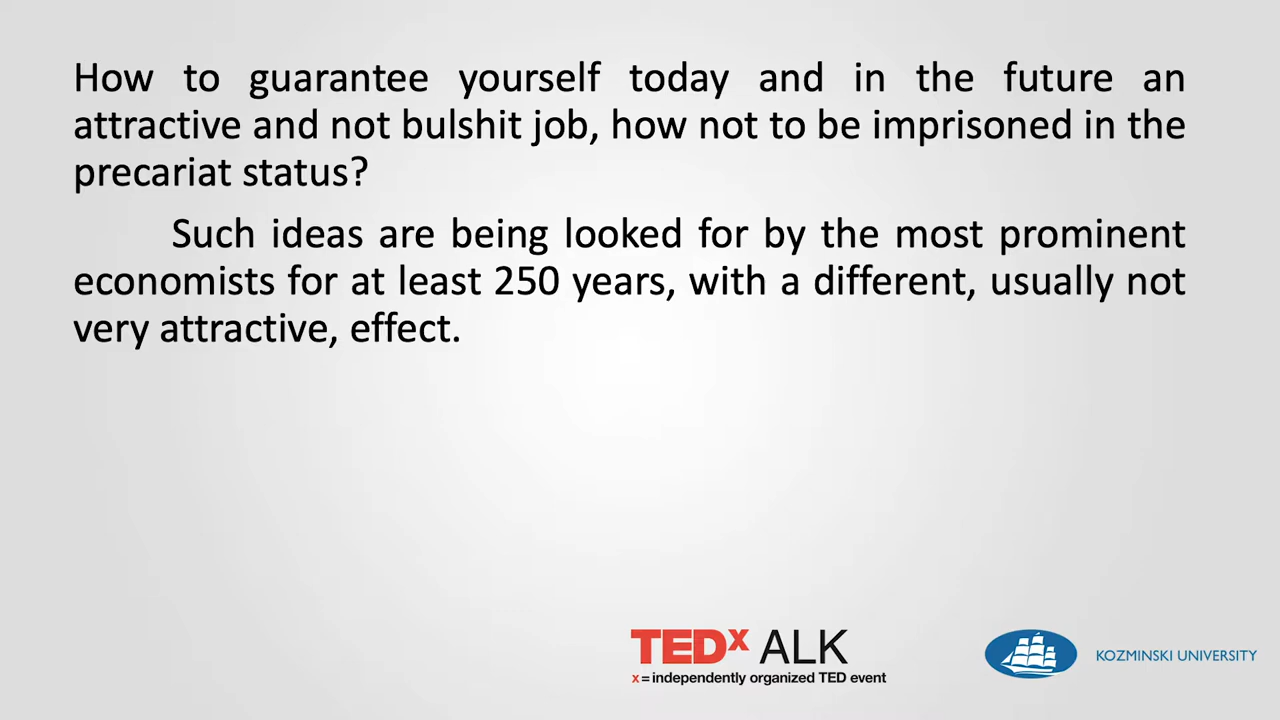 How to guarantee yourself today and in the future an
attractive and not bulshit job, how not to be imprisoned in the
precariat status?
Such ideas are being looked for by the most prominent
economists for at least 250 years, with a different, usually not
very attractive, effect.
TEDx ALK
x = independently organized TED event
KOZMINSKI UNIVERSITY